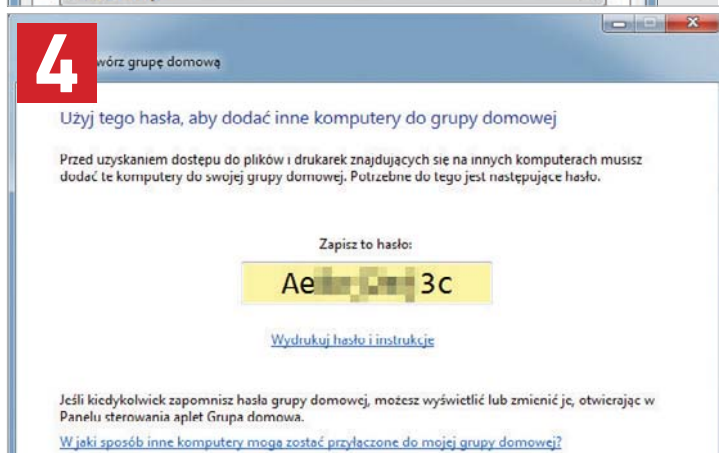 4
wórz grupę domową
Użyj tego hasła, aby dodać inne komputery do grupy domowej
Przed uzyskaniem dostępu do plików i drukarek znajdujących się na innych komputerach musisz
dodać te komputery do swojej grupy domowej. Potrzebne do tego jest następujące hasło.
Zapisz to hasło:
Ae 3c
Wydrukuj hasło i instrukcje
Jeśli kiedykolwiek zapomnisz hasła grupy domowej, możesz wyświetlić lub zmienić je, otwierając w
Panelu sterowania aplet Grupa domowa.
W jaki sposób inne komputery mogą zostać przyłączone do mojej grupy domowej?